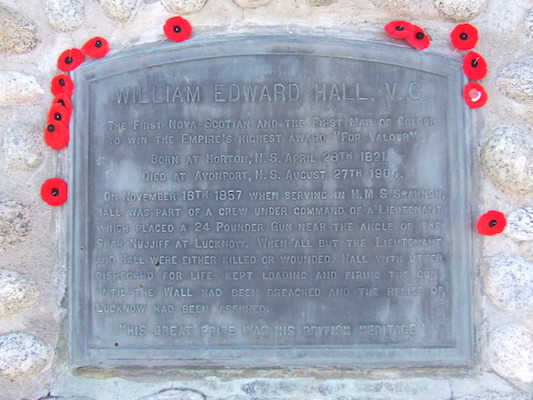 WILLIAM EDWARD HALL. V.C.
THE FIRST NOVA SCOTIAN AND THE FIRST MAN OF COLOUR
TO WIN THE EMPIRE'S HIGHEST AWARD "FOR VALOUR".
BORN AT HORTON, N.S. APRIL 28TH 1821.
DIED AT AVONPORT, N.S. AUGUST 27TH 1904.
ON NOVEMBER 16TH 1857 WHEN SERVING IN H.M.S SHANNON,
HALL WAS PART OF A CREW UNDER COMMAND OF A LIEUTENANT
WHICH PLACED A 24 POUNDER GUN NEAR THE ANGLE OF THE
SHAH NUJJIFF AT LUCKNOW. WHEN ALL BUT THE LIEUTENANT
AND HALL WERE EITHER KILLED OR WOUNDED, HALL WITH UTTER
DISREGARD FOR LIFE KEPT LOADING AND FIRING THE GUN,
UNTIL THE WALL HAD BEEN BREACHED AND THE RELIEF OF
LUCKNOW HAD BEEN ASSURED.
"HIS GREAT PRIDE WAS HIS BRITISH HERITAGE"